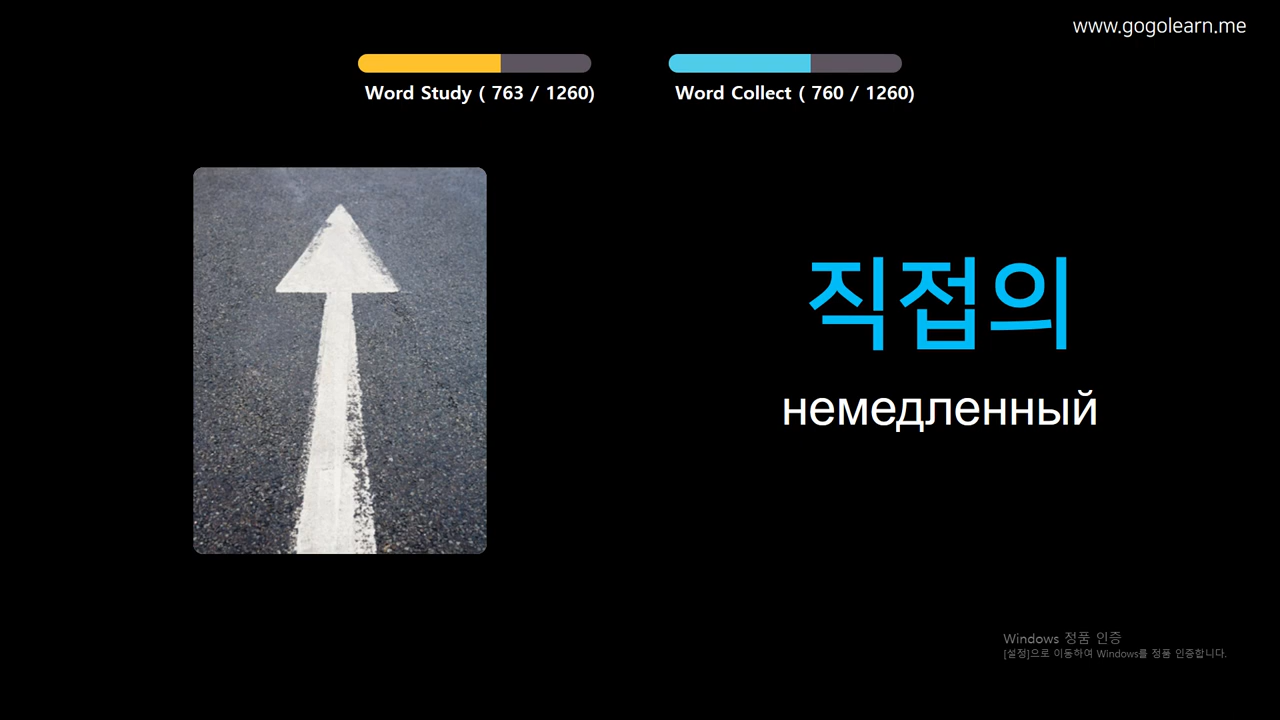 www.gogolearn.me
Word Study ( 763 / 1260)
Word Collect ( 760 / 1260)
직접의
немедленный
Windows 정품 인증
[설정]으로 이동하여 Windows를 정품 인증합니다.